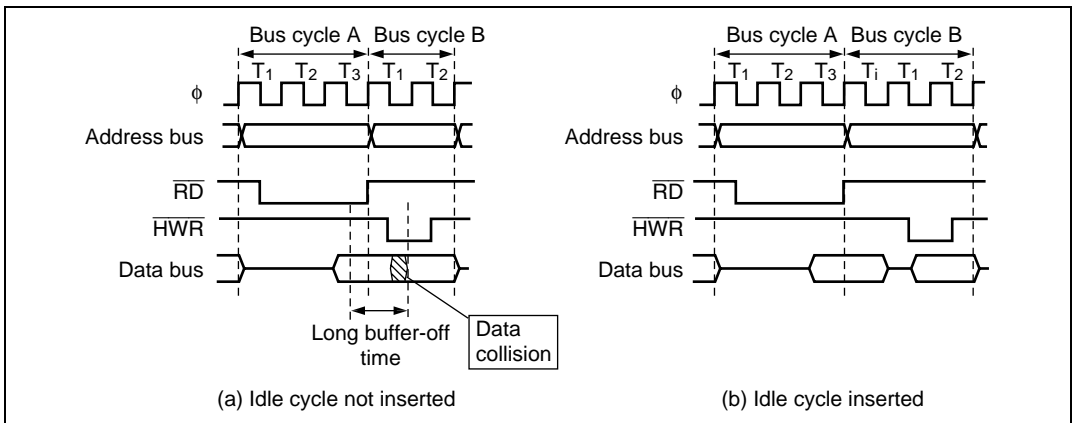 Bus cycle A Bus cycle B
T1 T2 T3 T1 T2
φ
Address bus
RD
HWR
Data bus
Long buffer-off
time
Data
collision
(a) Idle cycle not inserted
Bus cycle A Bus cycle B
T1 T2 T3 Ti T1 T2
φ
Address bus
RD
HWR
Data bus
(b) Idle cycle inserted